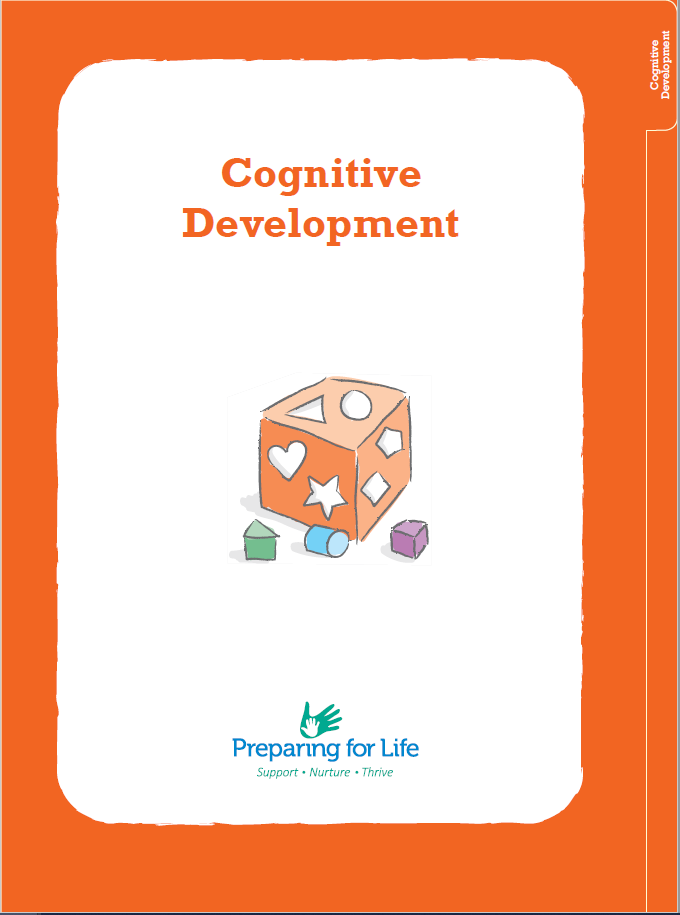 Cognitive
Development
Cognitive
Development
Preparing for Life
Support • Nurture • Thrive